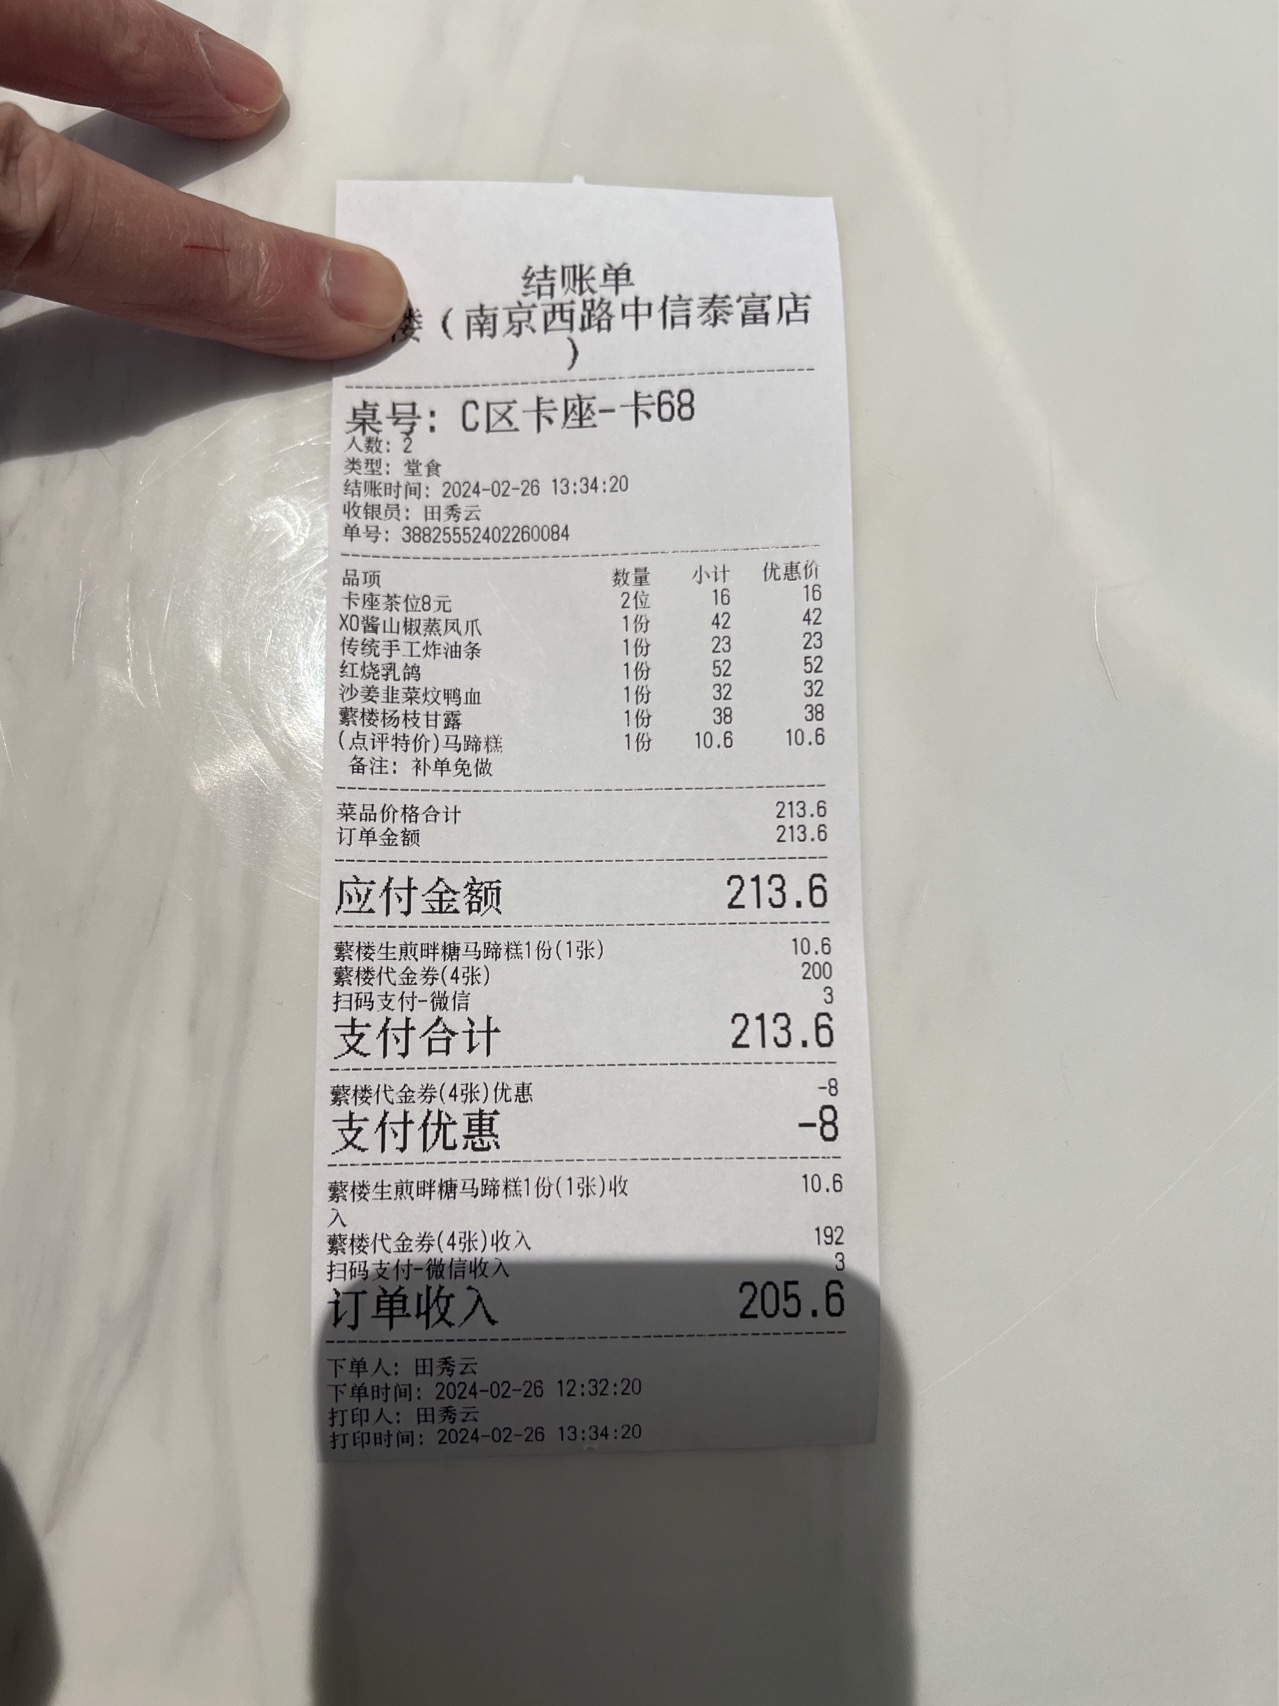 结账单
楼（南京西路中信泰富店
）
桌号: C区卡座-卡68
人数: 2
类型: 堂食
结账时间: 2024-02-26 13:34:20
收银员: 田秀云
单号: 38825552402260084
品项 数量 小计 优惠价
卡座茶位8元 2位 16 16
XO酱山椒蒸凤爪 1份 42 42
传统手工炸油条 1份 23 23
红烧乳鸽 1份 52 52
沙姜韭菜炆鸭血 1份 32 32
蘩楼杨枝甘露 1份 38 38
(点评特价)马蹄糕 1份 10.6 10.6
备注: 补单免做
菜品价格合计 213.6
订单金额 213.6
应付金额 213.6
蘩楼生煎畔糖马蹄糕1份(1张) 10.6
蘩楼代金券(4张) 200
扫码支付-微信 3
支付合计 213.6
蘩楼代金券(4张)优惠 -8
支付优惠 -8
蘩楼生煎畔糖马蹄糕1份(1张)收 10.6
入
蘩楼代金券(4张)收入 192
扫码支付-微信收入 3
订单收入 205.6
下单人: 田秀云
下单时间: 2024-02-26 12:32:20
打印人: 田秀云
打印时间: 2024-02-26 13:34:20